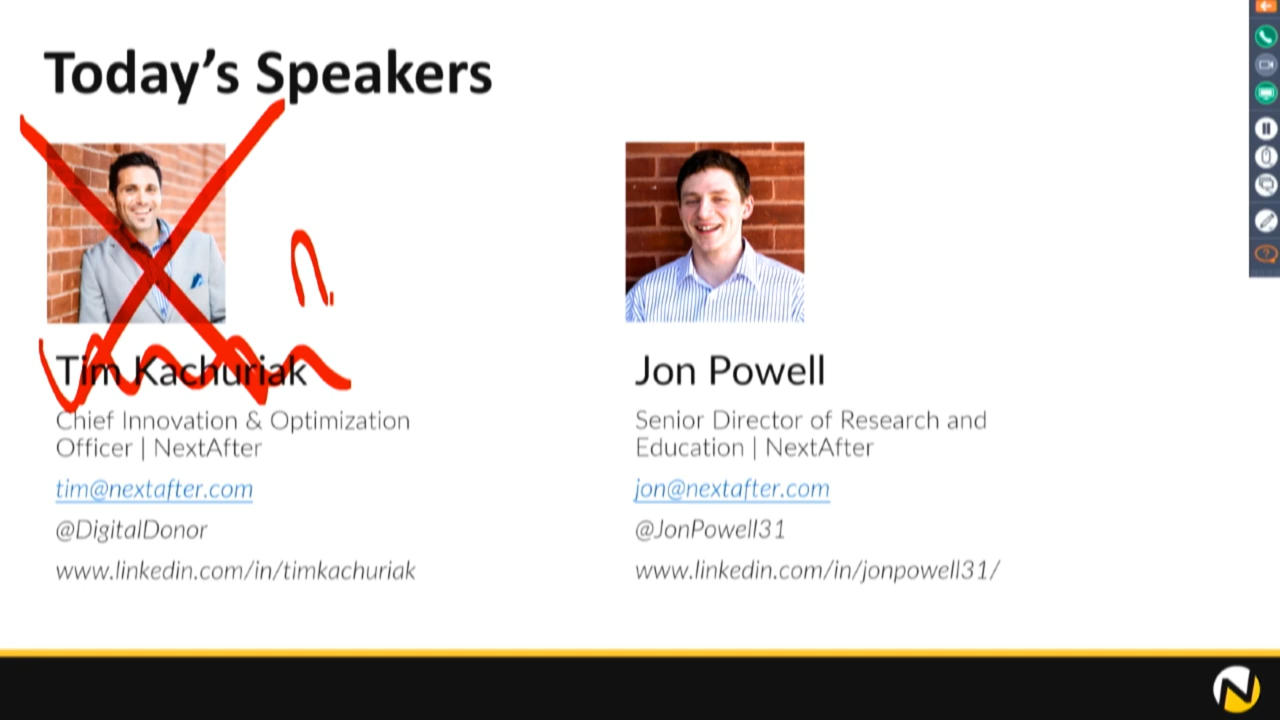 Today's Speakers
Tim Kachuriak
Chief Innovation & Optimization
Officer | NextAfter
tim@nextafter.com
@DigitalDonor
www.linkedin.com/in/timkachuriak
Jon Powell
Senior Director of Research and
Education | NextAfter
jon@nextafter.com
@JonPowell31
www.linkedin.com/in/jonpowell31/